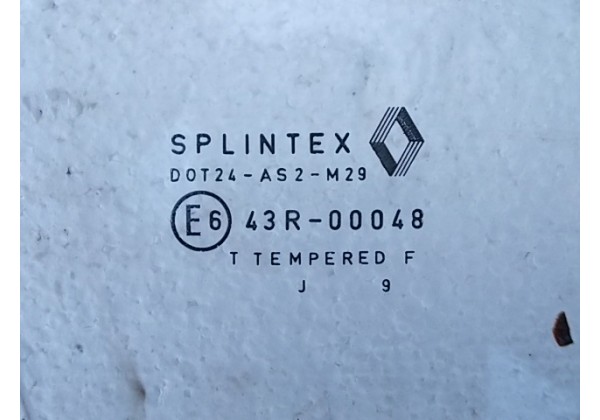 SPLINTEX
DOT24-AS2-M29
E6 43R-00048
T TEMPERED F
J 9